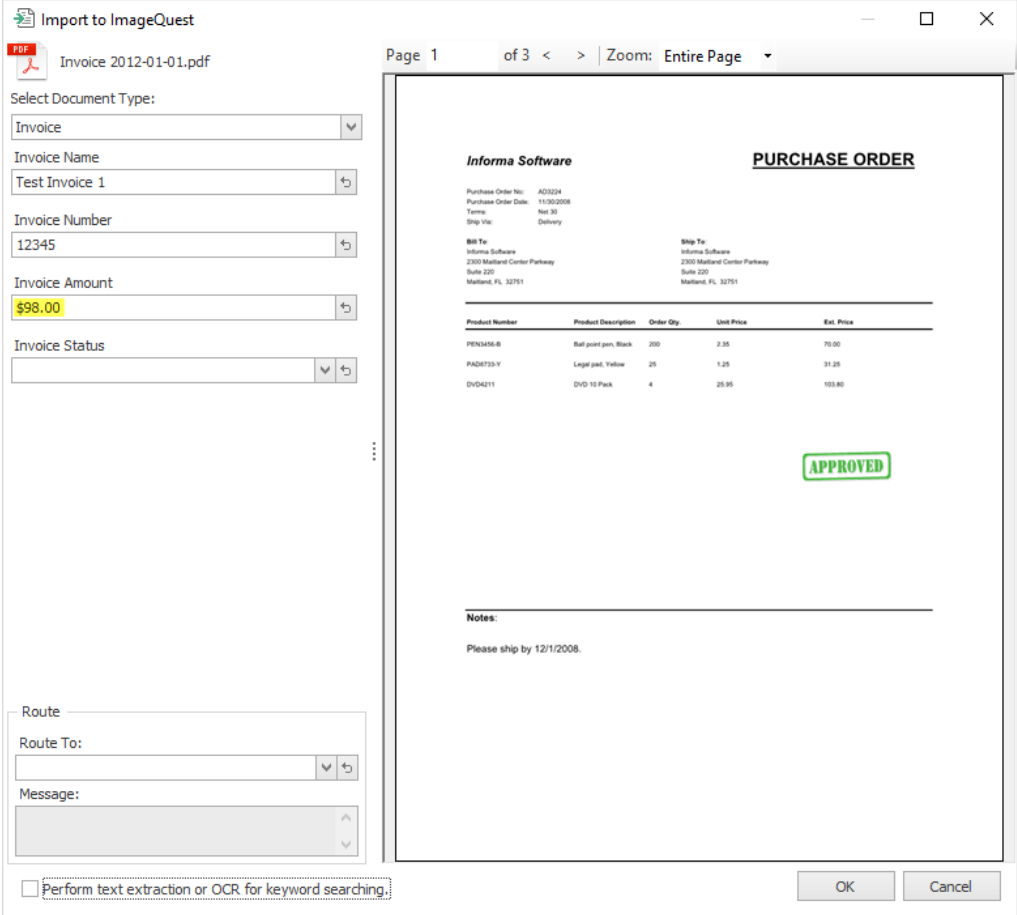 Import to ImageQuest
PDF
Invoice 2012-01-01.pdf
Select Document Type:
Invoice
Invoice Name
Test Invoice 1
Invoice Number
12345
Invoice Amount
$98.00
Invoice Status
Route
Route To:
Message:
Perform text extraction or OCR for keyword searching.
Page 1 of 3 < > Zoom: Entire Page
Informa Software PURCHASE ORDER
Purchase Order No: AD3224
Purchase Order Date: 11/30/2008
Terms: Net 30
Ship Via: Delivery
Bill To: Ship To:
Informa Software Informa Software
2300 Maitland Center Parkway 2300 Maitland Center Parkway
Suite 220 Suite 220
Maitland, FL 32751 Maitland, FL 32751
Product Number Product Description Order Qty. Unit Price Ext. Price
PEN3456-B Ball point pen, Black 200 2.35 70.00
PAD8733-Y Legal pad, Yellow 25 1.25 31.25
DVD4211 DVD 10 Pack 4 25.95 103.80
APPROVED
Notes:
Please ship by 12/1/2008.
OK Cancel